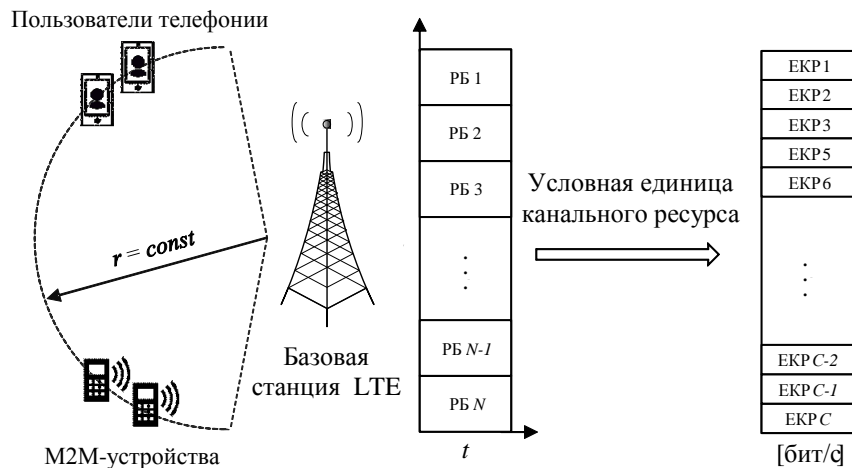 Пользователи телефонии
r = const
М2М-устройства
Базовая
станция LTE
РБ 1
РБ 2
РБ 3
РБ N-1
РБ N
t
Условная единица
канального ресурса
ЕКР1
ЕКР2
ЕКР3
ЕКР5
ЕКР6
ЕКР C-2
ЕКР C-1
ЕКР C
[бит/с]